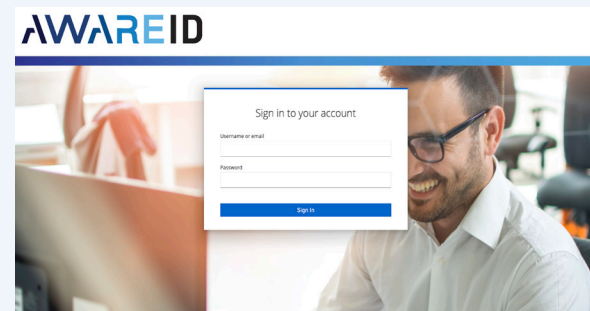 AWAREID
Sign in to your account
Username or email
Password
Sign In